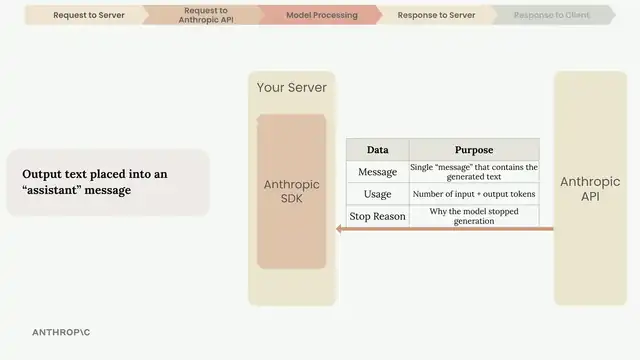 Request to Server
Request to
Anthropic API
Model Processing
Response to Server
Response to Client
Your Server
Anthropic
SDK
Output text placed into an
“assistant” message
Data Purpose
Message Single “message” that contains the
generated text
Usage Number of input + output tokens
Stop Reason Why the model stopped
generation
Anthropic
API
ANTHROP\C